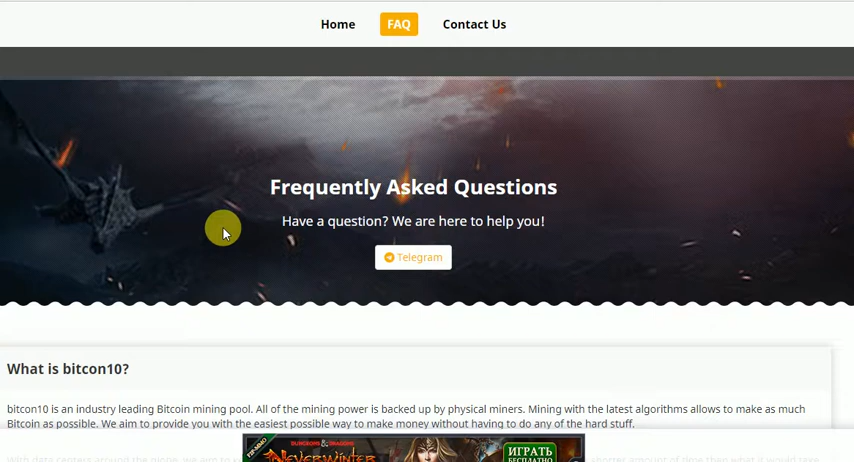 Home FAQ Contact Us
Frequently Asked Questions
Have a question? We are here to help you!
Telegram
What is bitcon10?
bitcon10 is an industry leading Bitcoin mining pool. All of the mining power is backed up by physical miners. Mining with the latest algorithms allows to make as much
Bitcoin as possible. We aim to provide you with the easiest possible way to make money without having to do any of the hard stuff.
DUNGEONS & DRAGONS
NEVERWINTER
ИГРАТЬ
БЕСПЛАТНО